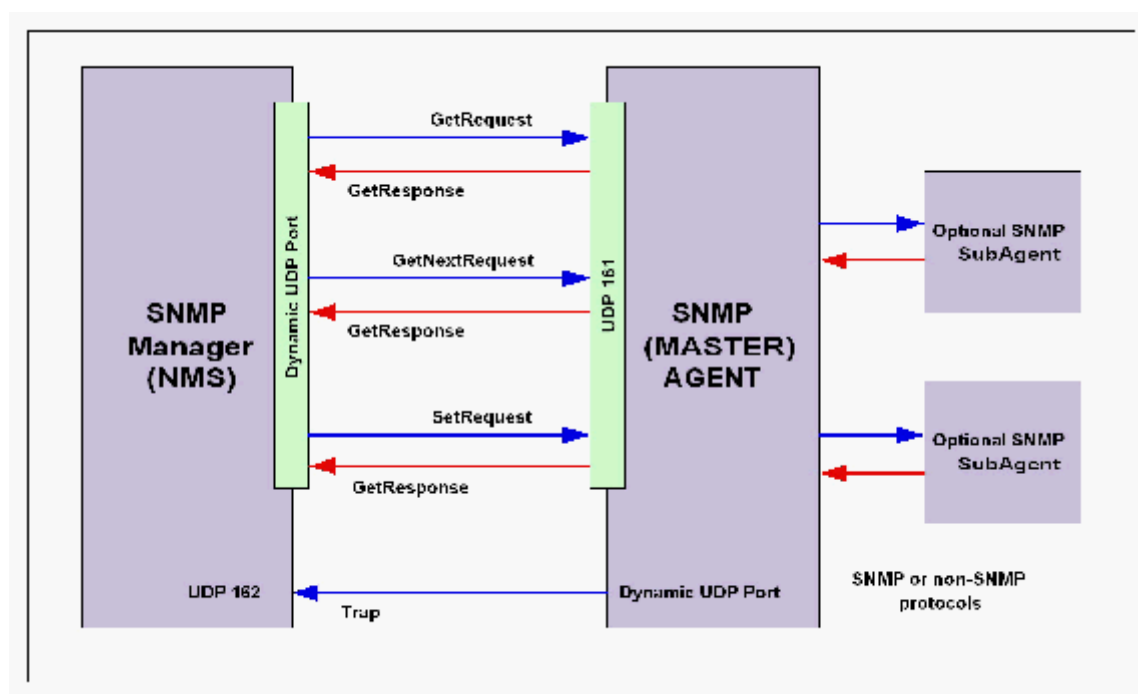 GetRequest
GetResponse
GetNextRequest
GetResponse
SetRequest
GetResponse
Dynamic UDP Port
UDP 161
SNMP
Manager
(NMS)
SNMP
(MASTER)
AGENT
Optional SNMP
SubAgent
Optional SNMP
SubAgent
UDP 162
Trap
Dynamic UDP Port
SNMP or non-SNMP
protocols